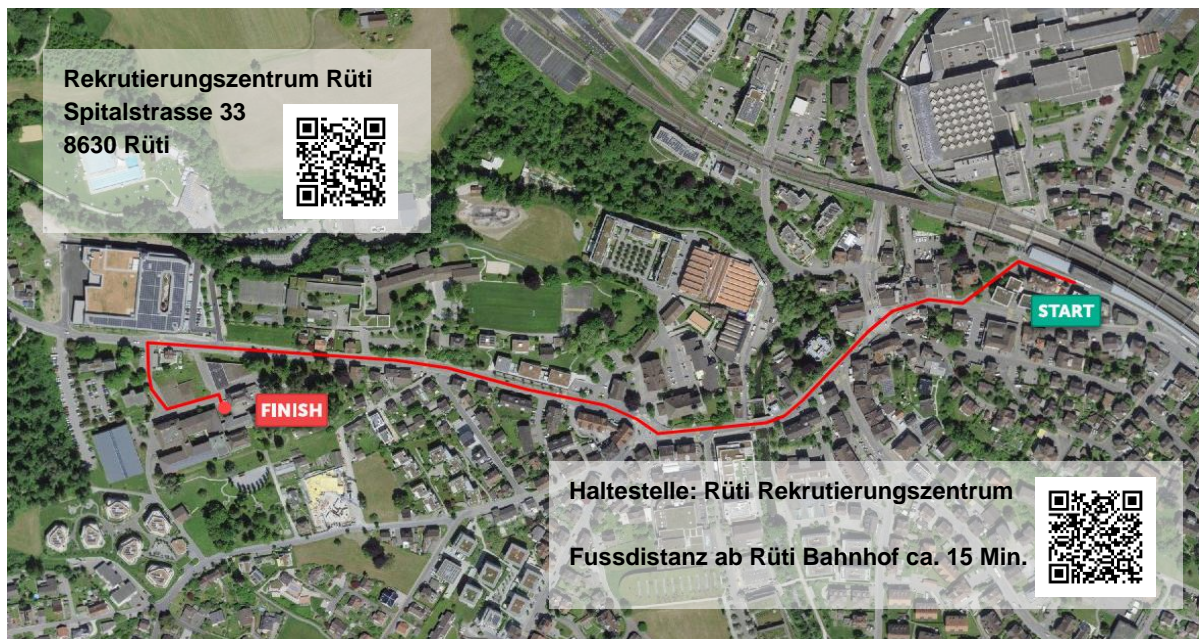 Rekrutierungszentrum Rüti
Spitalstrasse 33
8630 Rüti
START
FINISH
Haltestelle: Rüti Rekrutierungszentrum
Fussdistanz ab Rüti Bahnhof ca. 15 Min.